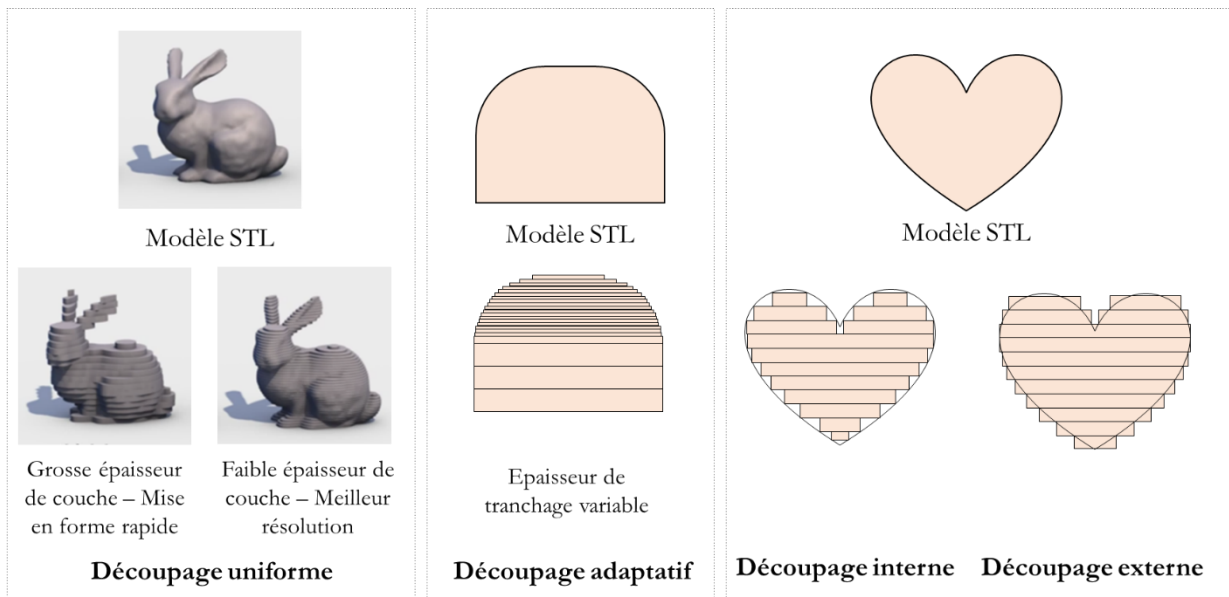 Modèle STL
Grosse épaisseur
de couche – Mise
en forme rapide
Faible épaisseur de
couche – Meilleur
résolution
Découpage uniforme
Modèle STL
Epaisseur de
tranchage variable
Découpage adaptatif
Modèle STL
Découpage interne
Découpage externe